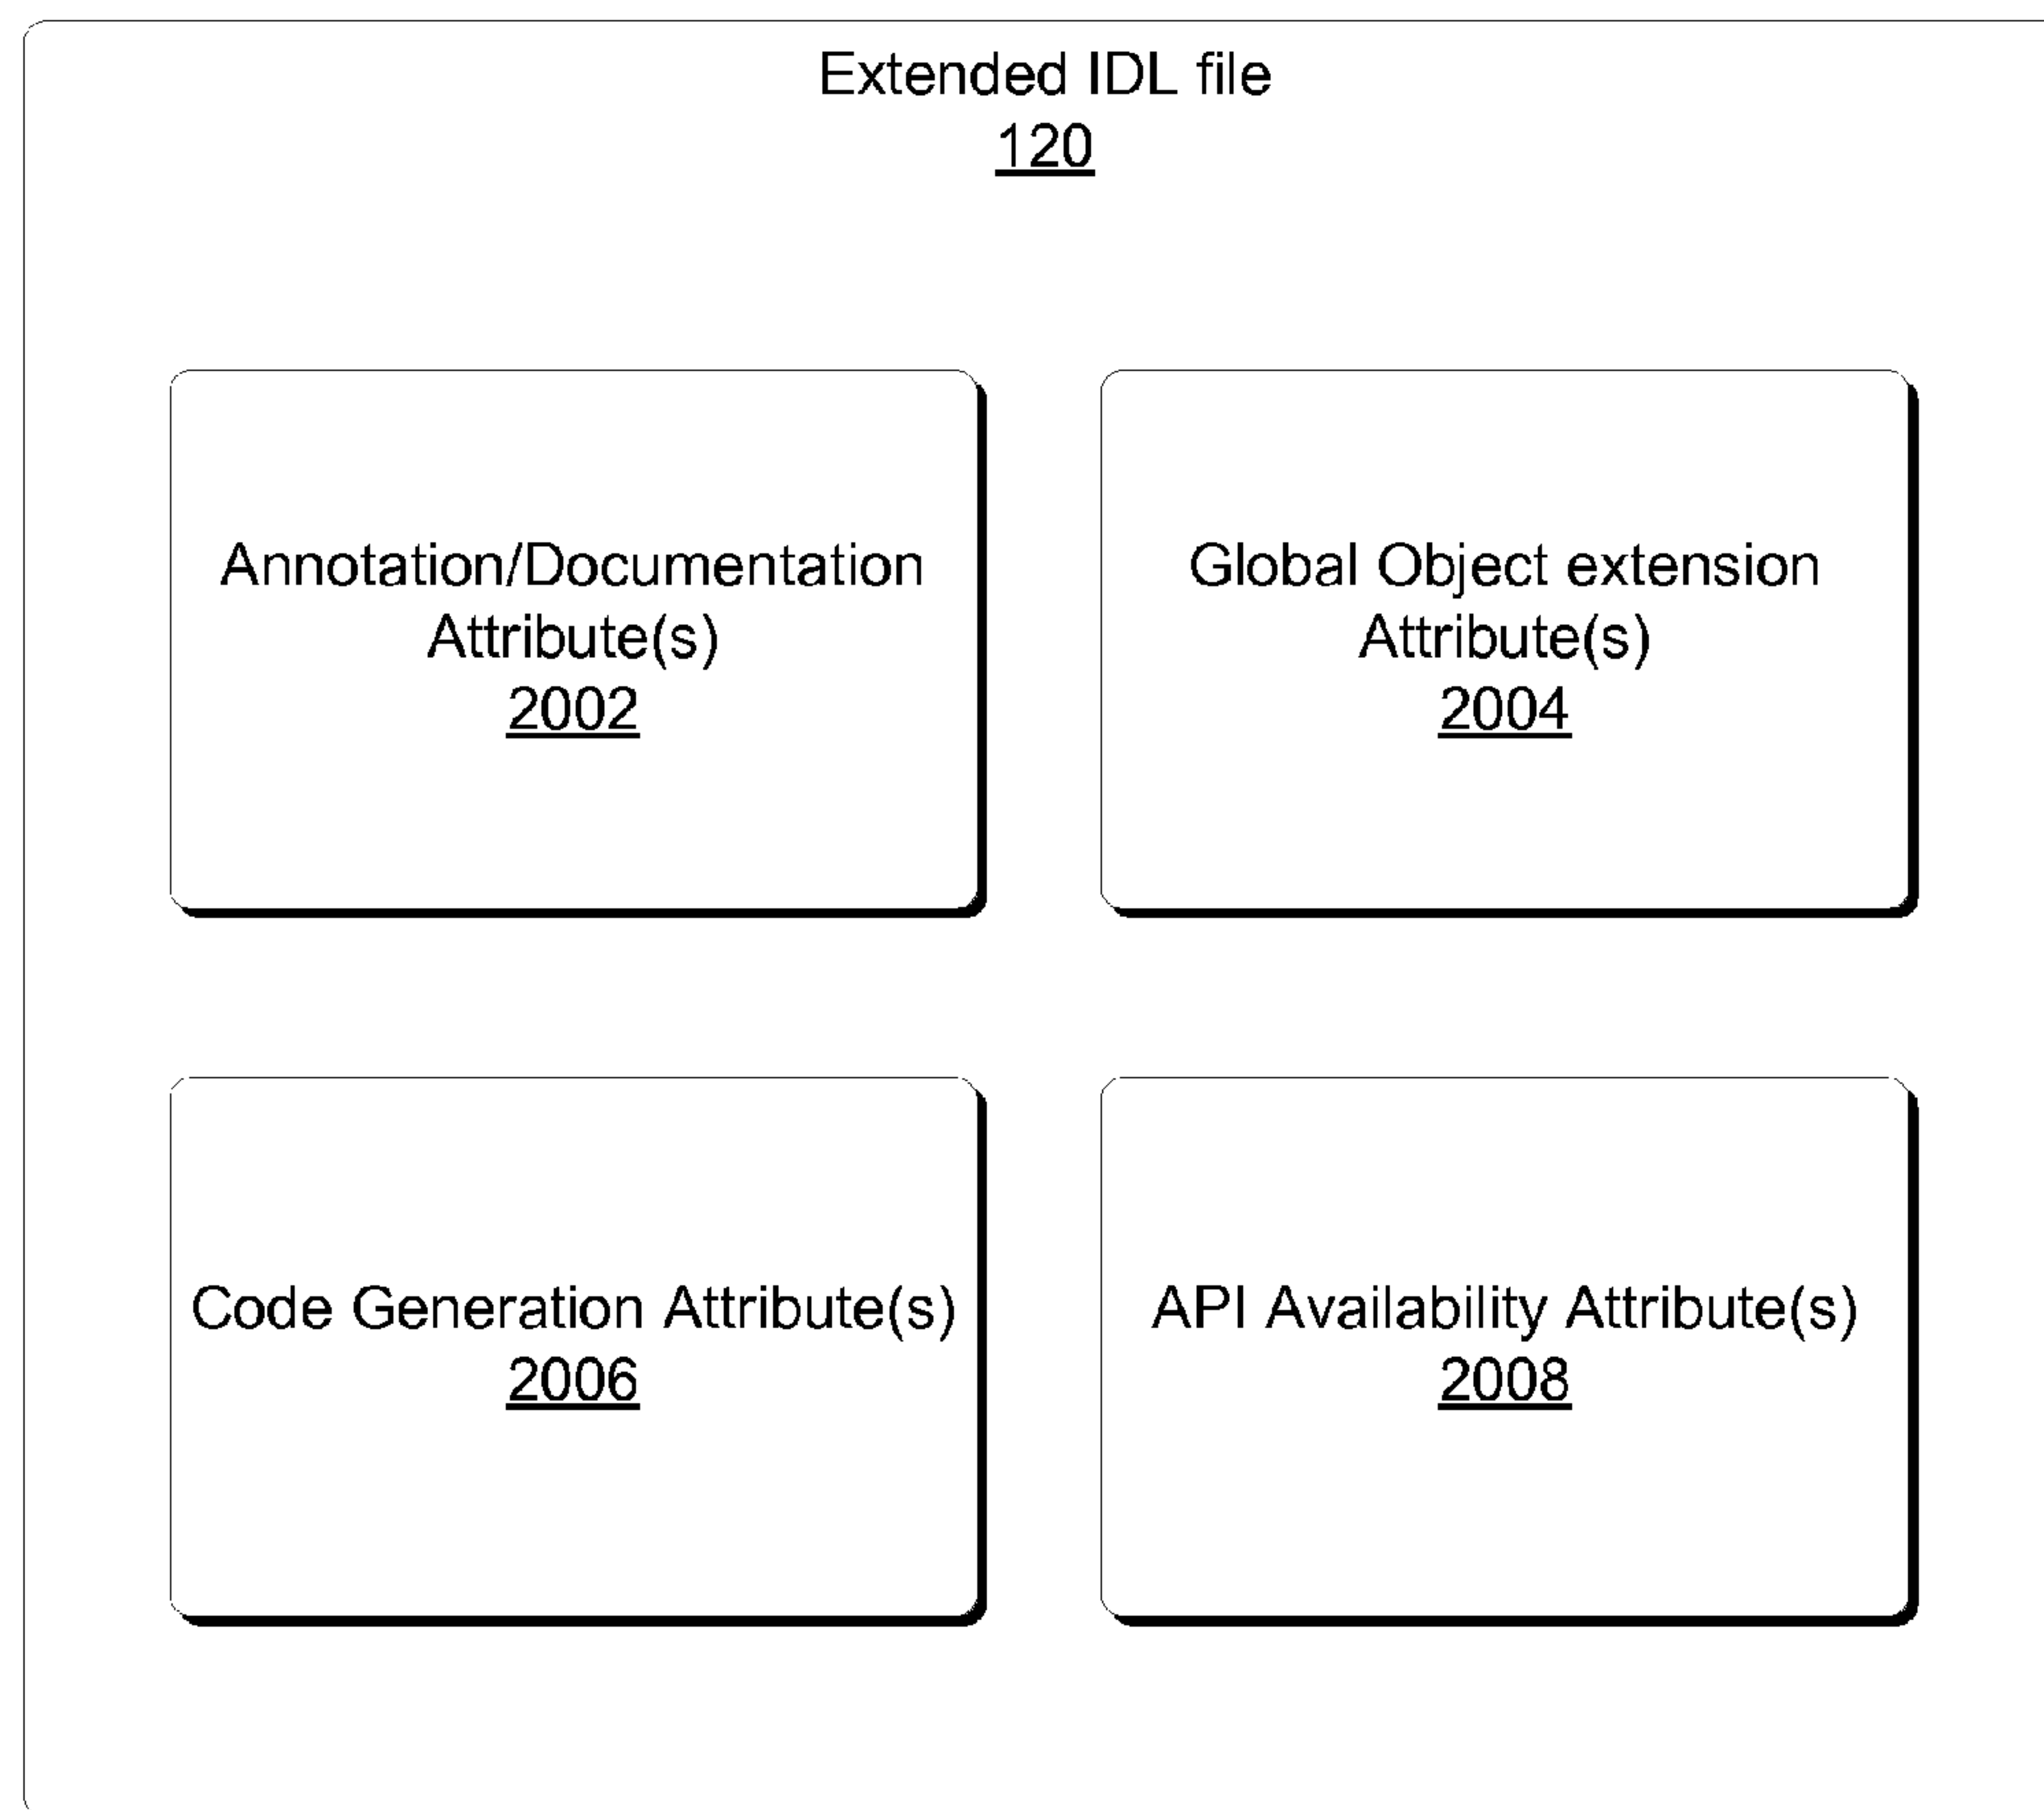 Extended IDL file
120
Annotation/Documentation
Attribute(s)
2002
Global Object extension
Attribute(s)
2004
Code Generation Attribute(s)
2006
API Availability Attribute(s)
2008